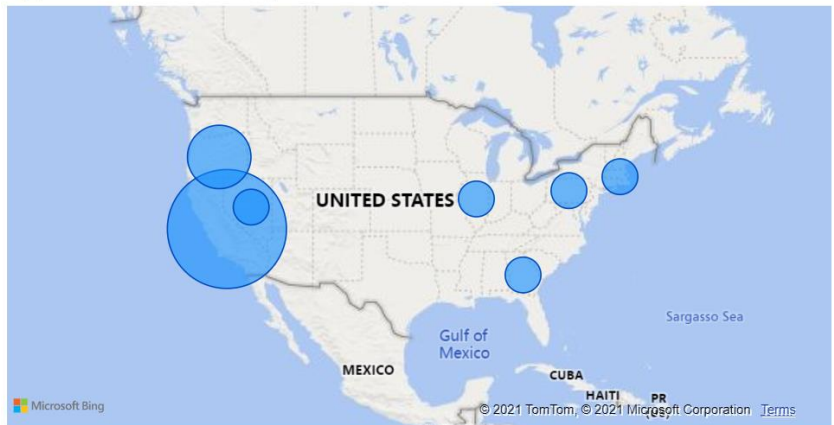 UNITED STATES
Sargasso Sea
Gulf of
Mexico
MEXICO
CUBA
HAITI
PR
(US)
Microsoft Bing
© 2021 TomTom, © 2021 Microsoft Corporation Terms